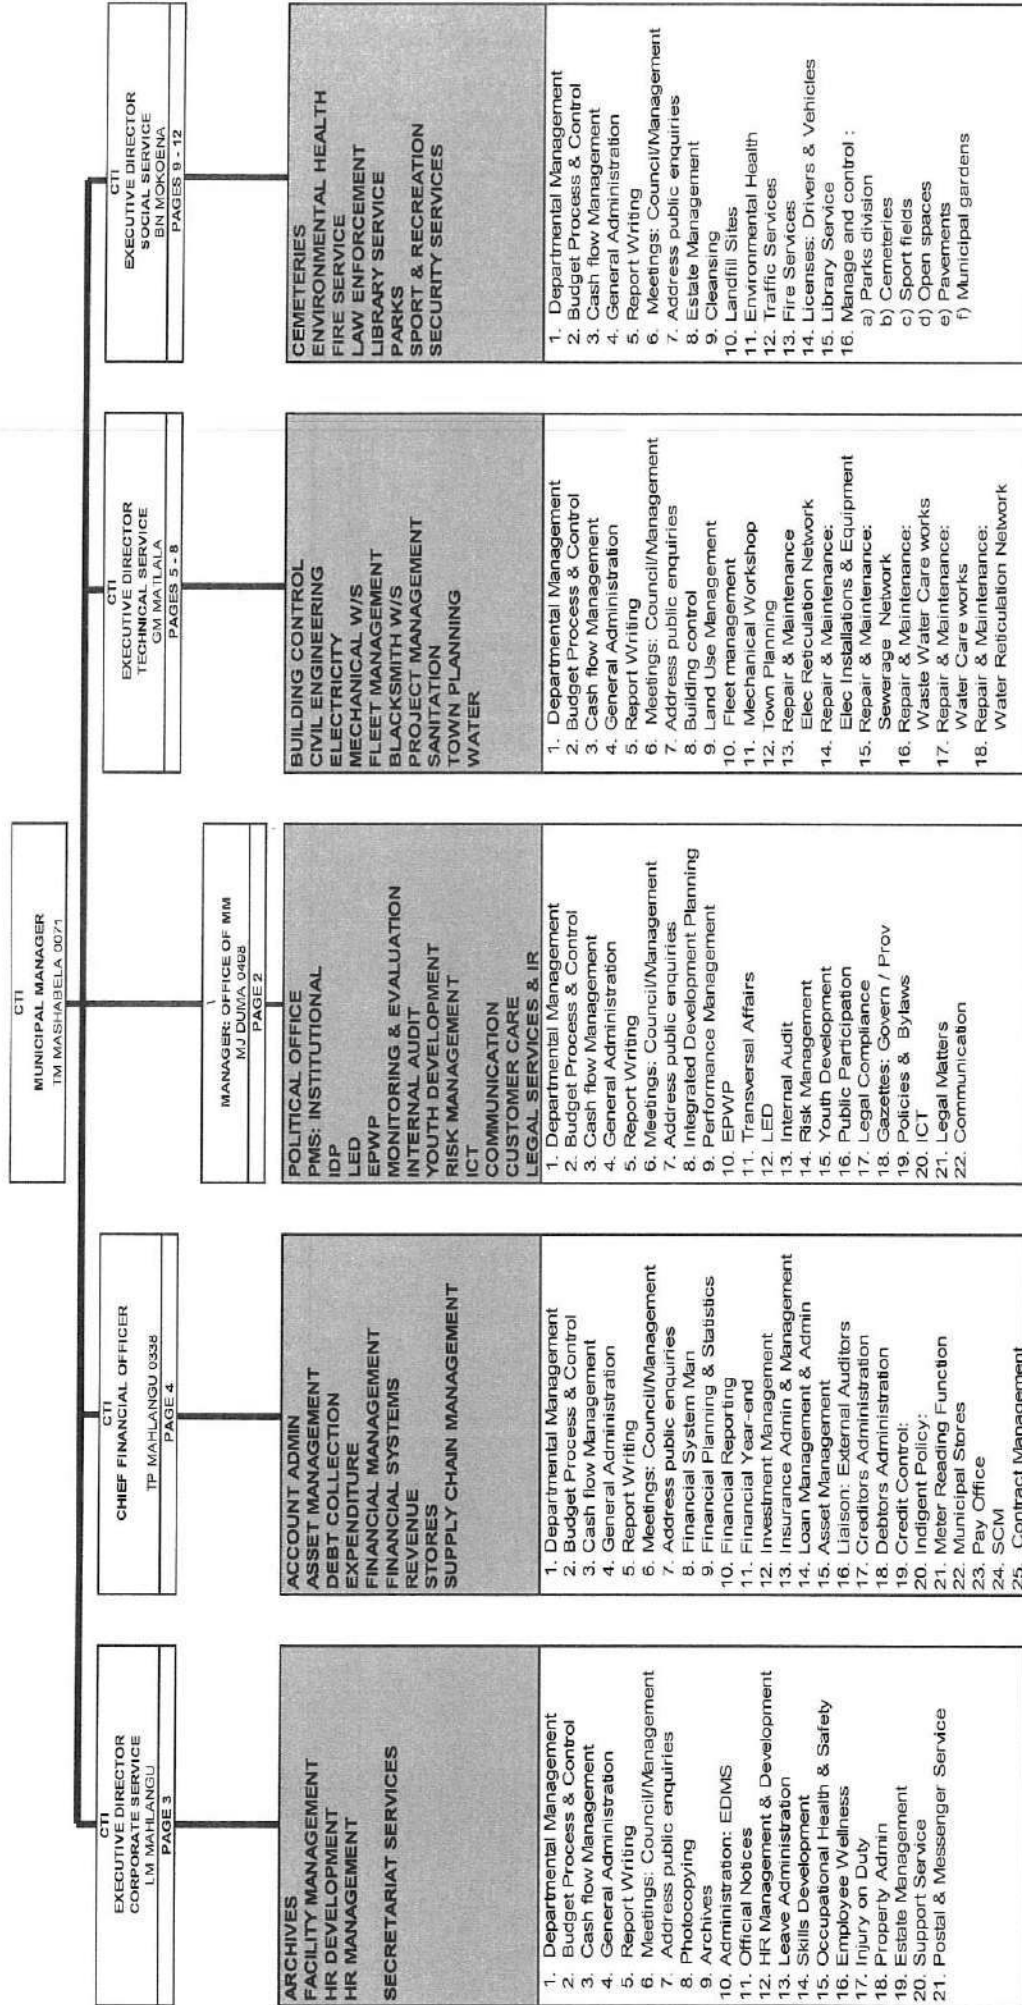 CTI
MUNICIPAL MANAGER
TM MASHABELA 0071
CTI
EXECUTIVE DIRECTOR
CORPORATE SERVICE
LM MAHLANGU
PAGE 3
ARCHIVES
FACILITY MANAGEMENT
HR DEVELOPMENT
HR MANAGEMENT
SECRETARIAT SERVICES
1. Departmental Management
2. Budget Process & Control
3. Cash flow Management
4. General Administration
5. Report Writing
6. Meetings: Council/Management
7. Address public enquiries
8. Photocopying
9. Archives
10. Administration: EDMS
11. Official Notices
12. HR Management & Development
13. Leave Administration
14. Skills Development
15. Occupational Health & Safety
16. Employee Wellness
17. Injury on Duty
18. Property Admin
19. Estate Management
20. Support Service
21. Postal & Messenger Service
CTI
CHIEF FINANCIAL OFFICER
TP MAHLANGU 0338
PAGE 4
ACCOUNT ADMIN
ASSET MANAGEMENT
DEBT COLLECTION
EXPENDITURE
FINANCIAL MANAGEMENT
FINANCIAL SYSTEMS
REVENUE
STORES
SUPPLY CHAIN MANAGEMENT
1. Departmental Management
2. Budget Process & Control
3. Cash flow Management
4. General Administration
5. Report Writing
6. Meetings: Council/Management
7. Address public enquiries
8. Financial System Man
9. Financial Planning & Statistics
10. Financial Reporting
11. Financial Year-end
12. Investment Management
13. Insurance Admin & Management
14. Loan Management & Admin
15. Asset Management
16. Liaison: External Auditors
17. Creditors Administration
18. Debtors Administration
19. Credit Control:
20. Indigent Policy:
21. Meter Reading Function
22. Municipal Stores
23. Pay Office
24. SCM
25. Contract Management
\
MANAGER: OFFICE OF MM
MJ DUMA 0408
PAGE 2
POLITICAL OFFICE
PMS: INSTITUTIONAL
IDP
LED
EPWP
MONITORING & EVALUATION
INTERNAL AUDIT
YOUTH DEVELOPMENT
RISK MANAGEMENT
ICT
COMMUNICATION
CUSTOMER CARE
LEGAL SERVICES & IR
1. Departmental Management
2. Budget Process & Control
3. Cash flow Management
4. General Administration
5. Report Writing
6. Meetings: Council/Management
7. Address public enquiries
8. Integrated Development Planning
9. Performance Management
10. EPWP
11. Transversal Affairs
12. LED
13. Internal Audit
14. Risk Management
15. Youth Development
16. Public Participation
17. Legal Compliance
18. Gazettes: Govern / Prov
19. Policies & Bylaws
20. ICT
21. Legal Matters
22. Communication
CTI
EXECUTIVE DIRECTOR
TECHNICAL SERVICE
GM MATLALA
PAGES 5 - 8
BUILDING CONTROL
CIVIL ENGINEERING
ELECTRICITY
MECHANICAL W/S
FLEET MANAGEMENT
BLACKSMITH W/S
PROJECT MANAGEMENT
SANITATION
TOWN PLANNING
WATER
1. Departmental Management
2. Budget Process & Control
3. Cash flow Management
4. General Administration
5. Report Writing
6. Meetings: Council/Management
7. Address public enquiries
8. Building control
9. Land Use Management
10. Fleet management
11. Mechanical Workshop
12. Town Planning
13. Repair & Maintenance
Elec Reticulation Network
14. Repair & Maintenance:
Elec Installations & Equipment
15. Repair & Maintenance:
Sewerage Network
16. Repair & Maintenance:
Waste Water Care works
17. Repair & Maintenance:
Water Care works
18. Repair & Maintenance:
Water Reticulation Network
CTI
EXECUTIVE DIRECTOR
SOCIAL SERVICE
BN MOKOENA
PAGES 9 - 12
CEMETERIES
ENVIRONMENTAL HEALTH
FIRE SERVICE
LAW ENFORCEMENT
LIBRARY SERVICE
PARKS
SPORT & RECREATION
SECURITY SERVICES
1. Departmental Management
2. Budget Process & Control
3. Cash flow Management
4. General Administration
5. Report Writing
6. Meetings: Council/Management
7. Address public enquiries
8. Estate Management
9. Cleansing
10. Landfill Sites
11. Environmental Health
12. Traffic Services
13. Fire Services
14. Licenses: Drivers & Vehicles
15. Library Service
16. Manage and control :
a) Parks division
b) Cemeteries
c) Sport fields
d) Open spaces
e) Pavements
f) Municipal gardens